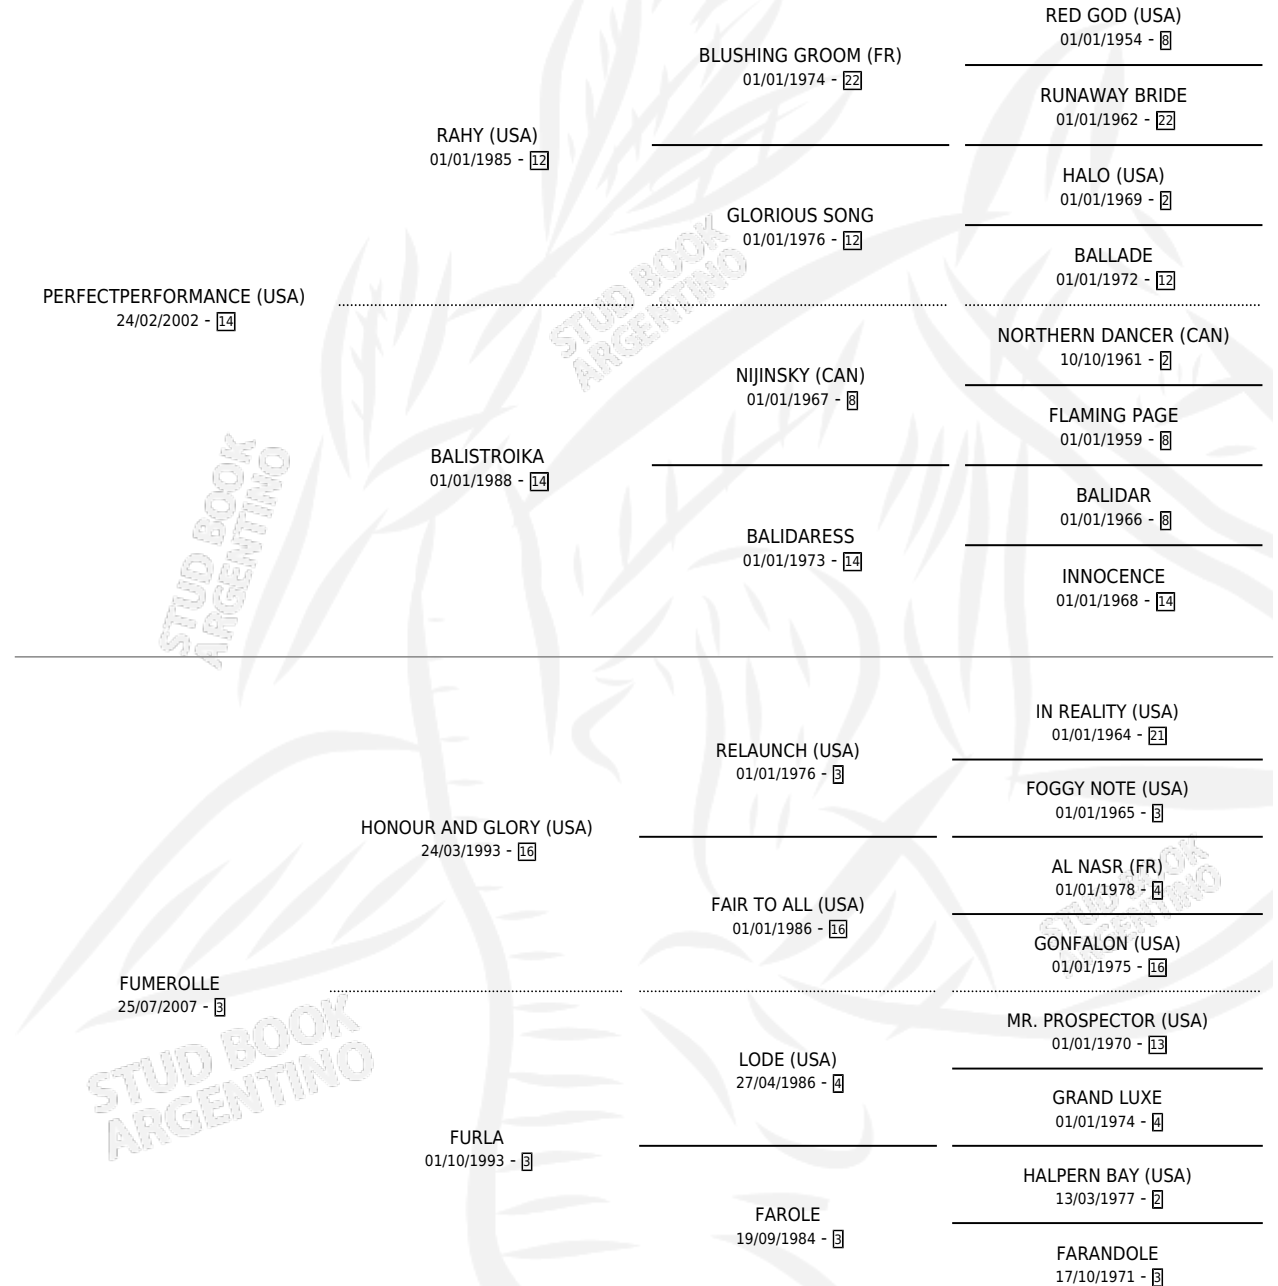 RED GOD (USA)
01/01/1954 - 8
BLUSHING GROOM (FR)
01/01/1974 - 22
RUNAWAY BRIDE
01/01/1962 - 22
RAHY (USA)
01/01/1985 - 12
HALO (USA)
01/01/1969 - 2
GLORIOUS SONG
01/01/1976 - 12
BALLADE
01/01/1972 - 12
PERFECTPERFORMANCE (USA)
24/02/2002 - 14
NORTHERN DANCER (CAN)
10/10/1961 - 2
NIJINSKY (CAN)
01/01/1967 - 8
FLAMING PAGE
01/01/1959 - 8
BALISTROIKA
01/01/1988 - 14
BALIDAR
01/01/1966 - 8
BALIDARESS
01/01/1973 - 14
INNOCENCE
01/01/1968 - 14
STUD BOOK
ARGENTINO
STUD BOOK
ARGENTINO
IN REALITY (USA)
01/01/1964 - 21
RELAUNCH (USA)
01/01/1976 - 3
FOGGY NOTE (USA)
01/01/1965 - 3
HONOUR AND GLORY (USA)
24/03/1993 - 16
AL NASR (FR)
01/01/1978 - 4
FAIR TO ALL (USA)
01/01/1986 - 16
GONFALON (USA)
01/01/1975 - 16
FUMEROLLE
25/07/2007 - 3
MR. PROSPECTOR (USA)
01/01/1970 - 13
LODE (USA)
27/04/1986 - 4
GRAND LUXE
01/01/1974 - 4
FURLA
01/10/1993 - 3
HALPERN BAY (USA)
13/03/1977 - 2
FAROLE
19/09/1984 - 3
FARANDOLE
17/10/1971 - 3
STUD BOOK
ARGENTINO
STUD BOOK
ARGENTINO